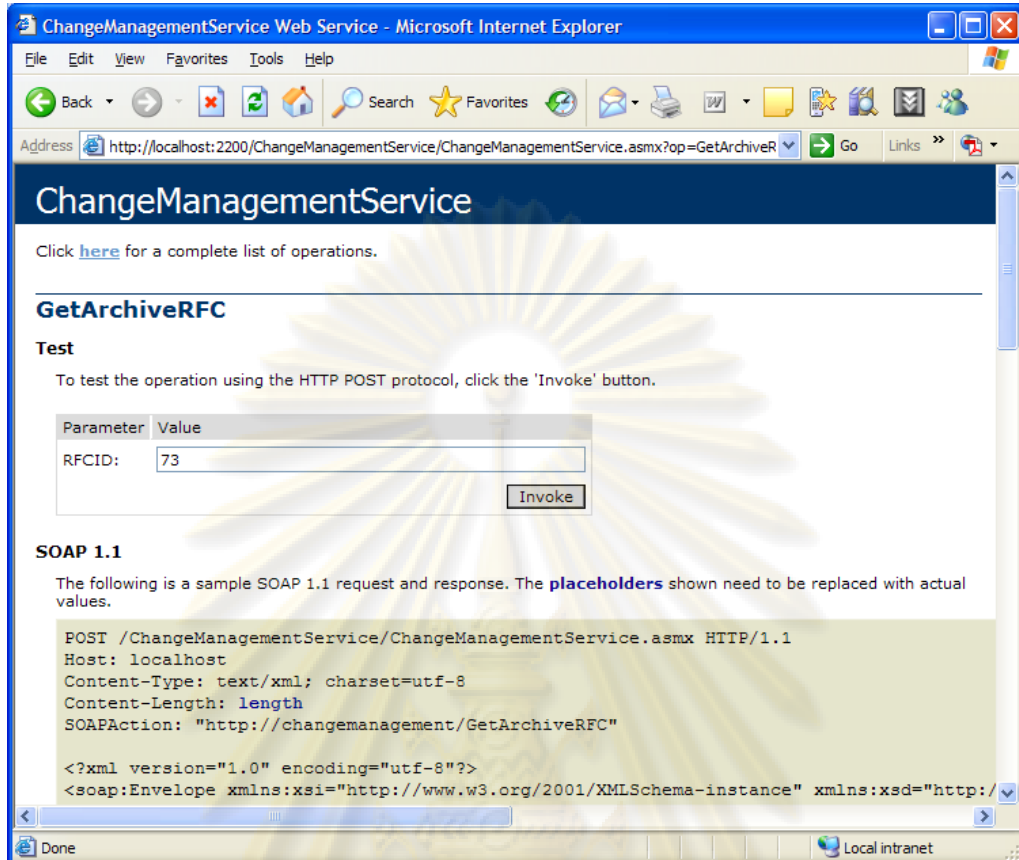 ChangeManagementService Web Service - Microsoft Internet Explorer
File Edit View Favorites Tools Help
Back Search Favorites
Address http://localhost:2200/ChangeManagementService/ChangeManagementService.asmx?op=GetArchiveR Go Links »
ChangeManagementService
Click here for a complete list of operations.
GetArchiveRFC
Test
To test the operation using the HTTP POST protocol, click the 'Invoke' button.
Parameter Value
RFCID: 73
Invoke
SOAP 1.1
The following is a sample SOAP 1.1 request and response. The placeholders shown need to be replaced with actual
values.
POST /ChangeManagementService/ChangeManagementService.asmx HTTP/1.1
Host: localhost
Content-Type: text/xml; charset=utf-8
Content-Length: length
SOAPAction: "http://changemanagement/GetArchiveRFC"
<?xml version="1.0" encoding="utf-8"?>
<soap:Envelope xmlns:xsi="http://www.w3.org/2001/XMLSchema-instance" xmlns:xsd="http:/
Done Local intranet